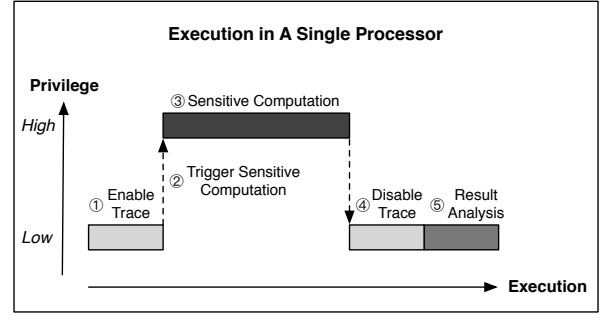 Execution in A Single Processor
Privilege
③ Sensitive Computation
High
② Trigger Sensitive
Computation
① Enable
Trace
④ Disable
Trace
⑤ Result
Analysis
Low
Execution